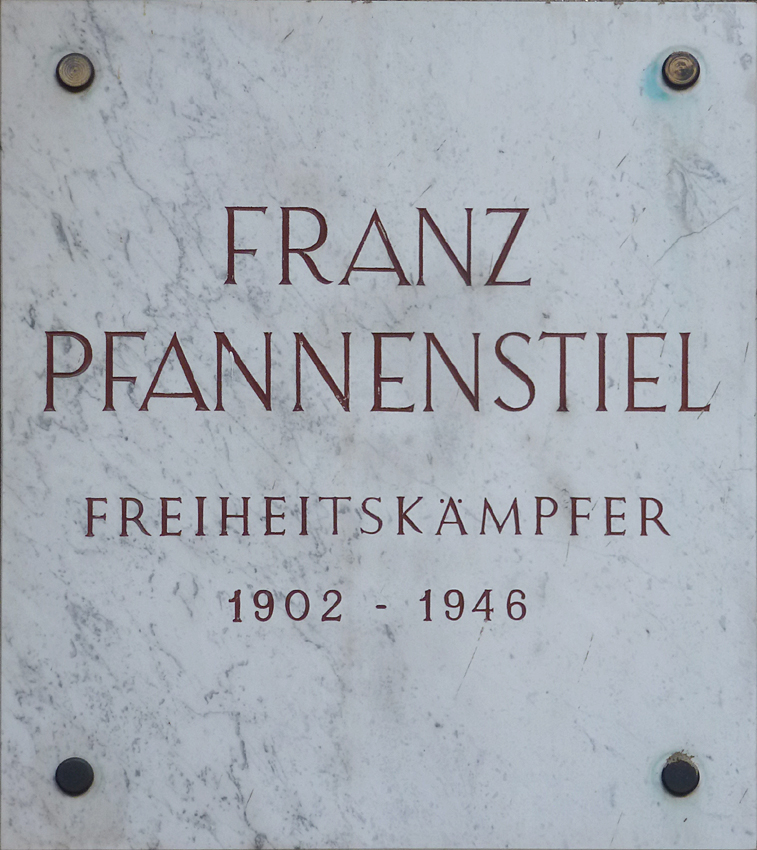 FRANZ
PFANNENSTIEL
FREIHEITSKÄMPFER
1902 - 1946